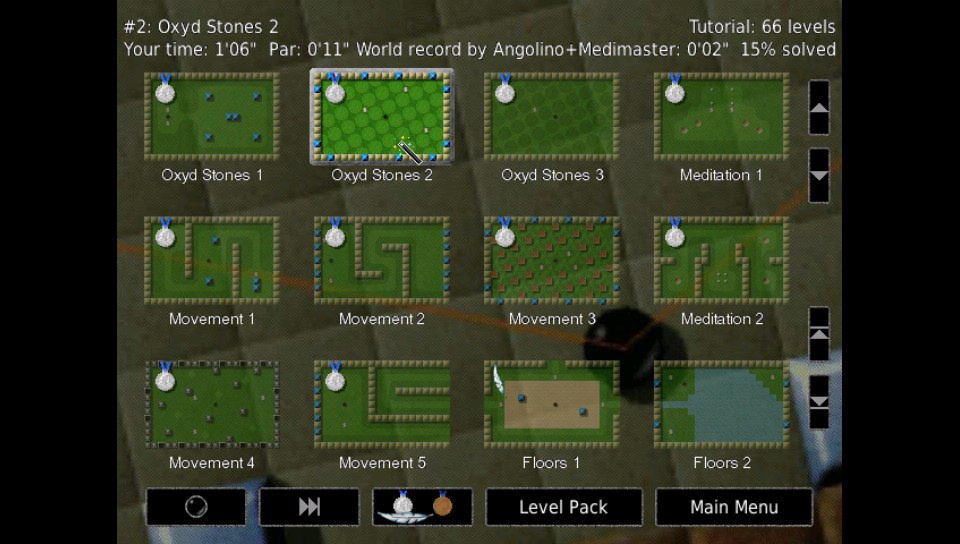 #2: Oxyd Stones 2 Tutorial: 66 levels
Your time: 1'06" Par: 0'11" World record by Angolino+Medimaster: 0'02" 15% solved
Oxyd Stones 1 Oxyd Stones 2 Oxyd Stones 3 Meditation 1
Movement 1 Movement 2 Movement 3 Meditation 2
Movement 4 Movement 5 Floors 1 Floors 2
Level Pack Main Menu